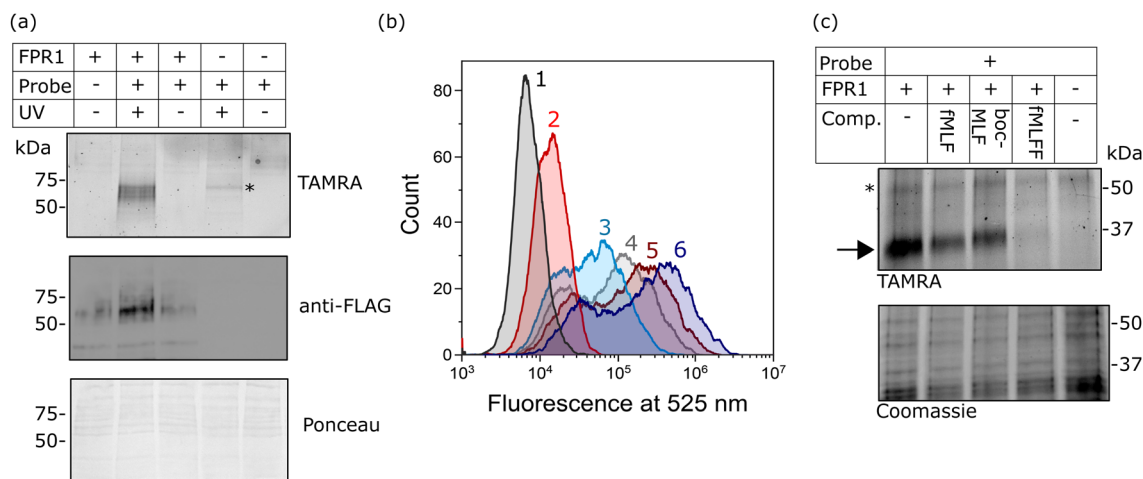 (a)
FPR1 + + + - -
Probe - + + + +
UV - + - + -
kDa
75-
50-
*
TAMRA
75-
50-
anti-FLAG
75-
50-
Ponceau
(b)
Count
80
60
40
20
0
1
2
3
4
5
6
10³ 10⁴ 10⁵ 10⁶ 10⁷
Fluorescence at 525 nm
(c)
Probe +
FPR1 + + + + -
Comp. - fMLF boc-MLF fMLFF -
kDa
*
-50
-37
TAMRA
-50
-37
Coomassie